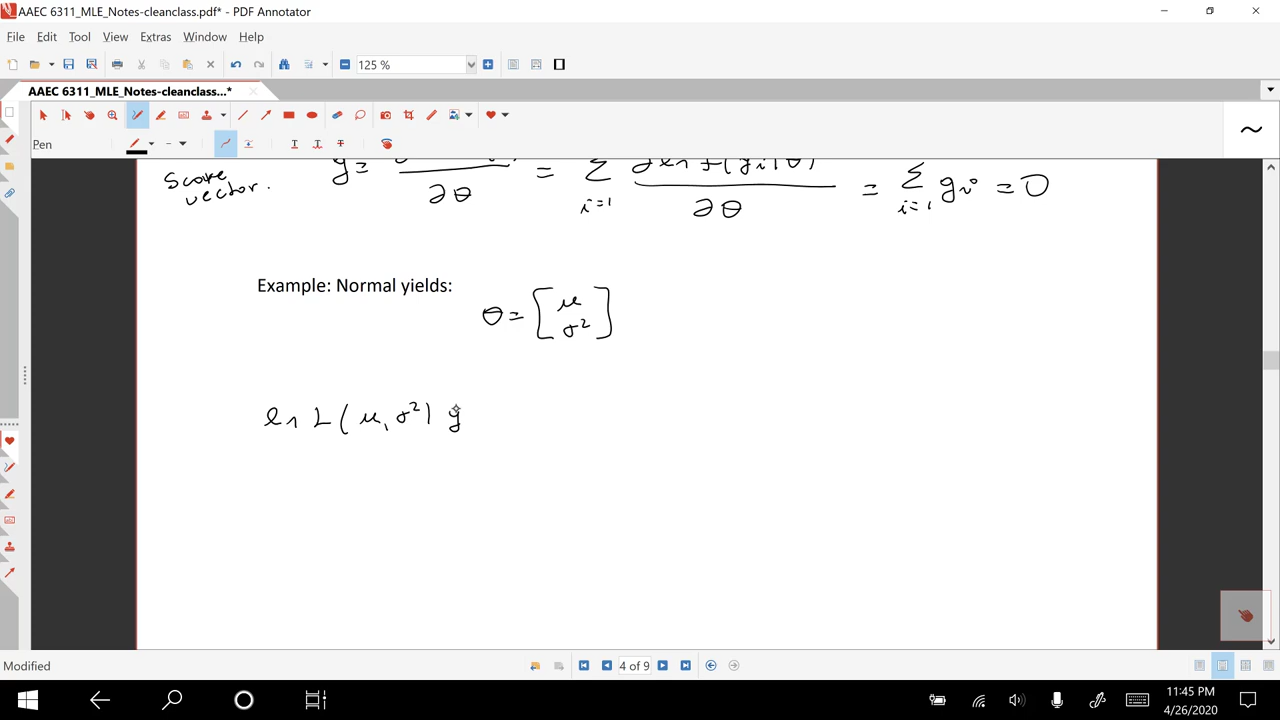 AAEC 6311_MLE_Notes-cleanclass.pdf* - PDF Annotator
File Edit Tool View Extras Window Help
125 %
AAEC 6311_MLE_Notes-cleanclass...*
Pen
Score vector.
∂θ = Σ i=1 ∂ ln f(yi|θ) / ∂θ = Σ i=1 gi = 0
Example: Normal yields:
θ = [ μ
σ² ]
ln L ( μ, σ² ) y
Modified
4 of 9
11:45 PM
4/26/2020